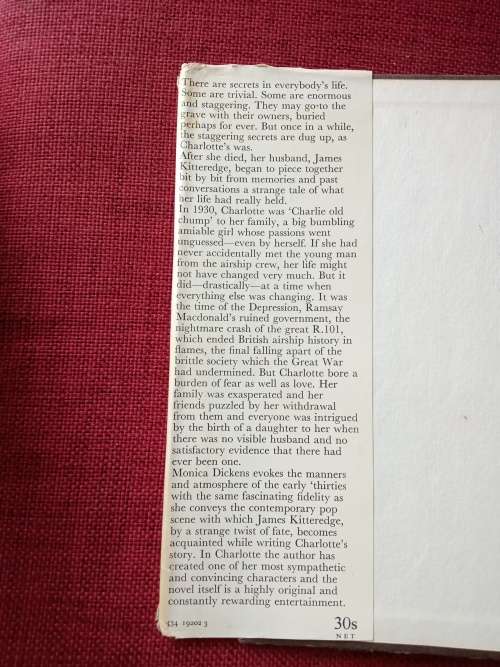 There are secrets in everybody's life.
Some are trivial. Some are enormous
and staggering. They may go to the
grave with their owners, buried
perhaps for ever. But once in a while,
the staggering secrets are dug up, as
Charlotte's was.
After she died, her husband, James
Kitteredge, began to piece together
bit by bit from memories and past
conversations a strange tale of what
her life had really held.
In 1930, Charlotte was 'Charlie old
chump' to her family, a big bumbling
amiable girl whose passions went
unguessed—even by herself. If she had
never accidentally met the young man
from the airship crew, her life might
not have changed very much. But it
did—drastically—at a time when
everything else was changing. It was
the time of the Depression, Ramsay
Macdonald's ruined government, the
nightmare crash of the great R.101,
which ended British airship history in
flames, the final falling apart of the
brittle society which the Great War
had undermined. But Charlotte bore a
burden of fear as well as love. Her
family was exasperated and her
friends puzzled by her withdrawal
from them and everyone was intrigued
by the birth of a daughter to her when
there was no visible husband and no
satisfactory evidence that there had
ever been one.
Monica Dickens evokes the manners
and atmosphere of the early 'thirties
with the same fascinating fidelity as
she conveys the contemporary pop
scene with which James Kitteredge,
by a strange twist of fate, becomes
acquainted while writing Charlotte's
story. In Charlotte the author has
created one of her most sympathetic
and convincing characters and the
novel itself is a highly original and
constantly rewarding entertainment.
434 19202 3
30s
NET